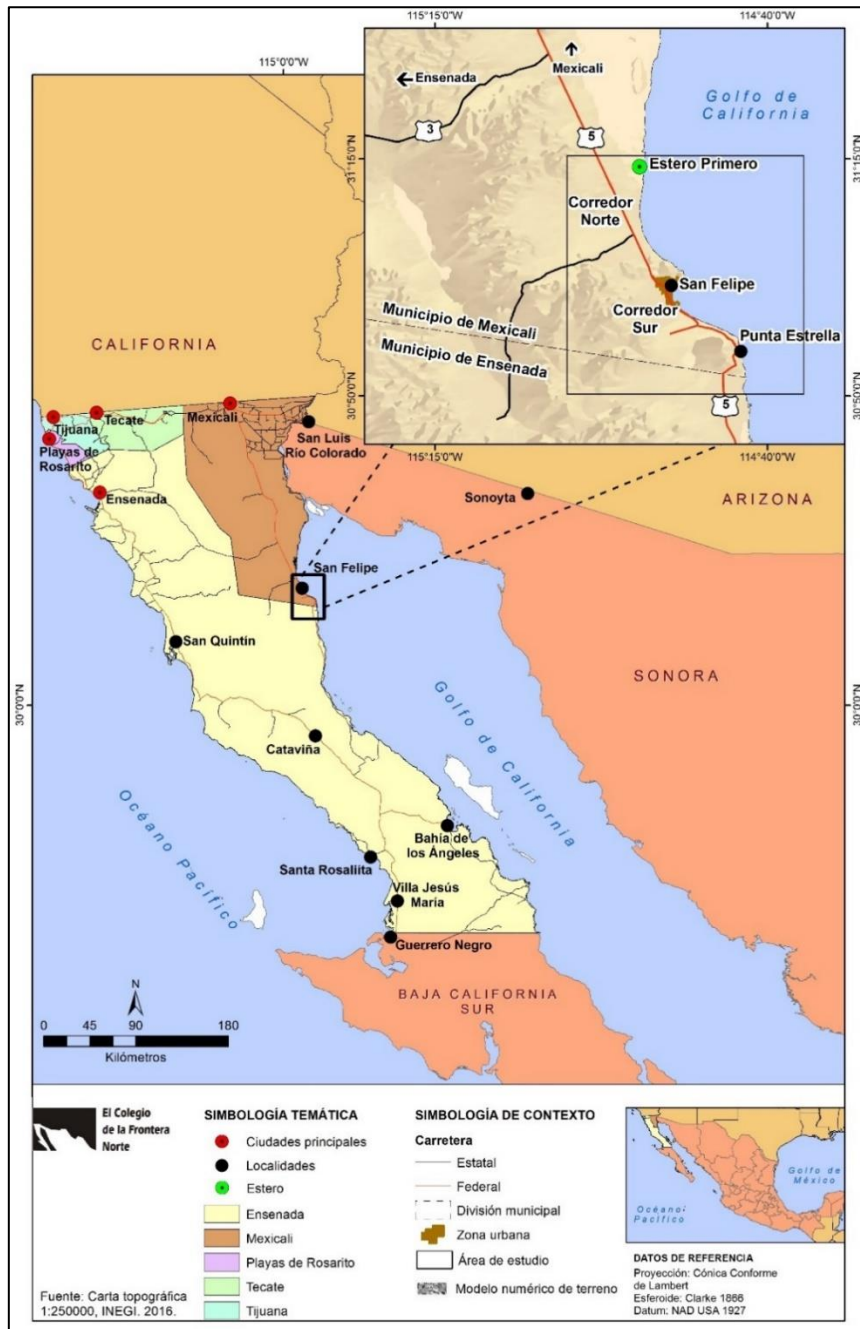 115°15'0"W
114°40'0"W
115°0'0"W
Mexicali
Ensenada
3
5
Golfo de
California
31°15'0"N
Estero Primero
Corredor
Norte
San Felipe
Corredor
Sur
Municipio de Mexicali
Municipio de Ensenada
Punta Estrella
5
30°50'0"N
115°15'0"W
114°40'0"W
CALIFORNIA
Mexicali
Tecate
Tijuana
Playas de
Rosarito
San Luis
Río Colorado
Ensenada
Sonoyta
ARIZONA
San Felipe
San Quintín
SONORA
30°0'0"N
30°0'0"N
Cataviña
Golfo de California
Océano Pacífico
Bahía de
los Ángeles
Santa Rosaliita
Villa Jesús
María
Guerrero Negro
BAJA CALIFORNIA
SUR
N
0 45 90 180
Kilómetros
El Colegio
de la Frontera
Norte
SIMBOLOGÍA TEMÁTICA
Ciudades principales
Localidades
Estero
Ensenada
Mexicali
Playas de Rosarito
Tecate
Tijuana
SIMBOLOGÍA DE CONTEXTO
Carretera
Estatal
Federal
División municipal
Zona urbana
Área de estudio
Modelo numérico de terreno
Golfo de
México
Océanoi
Pacífico
DATOS DE REFERENCIA
Proyección: Cónica Conforme
de Lambert
Esferoide: Clarke 1866
Datum: NAD USA 1927
Fuente: Carta topográfica
1:250000, INEGI. 2016.